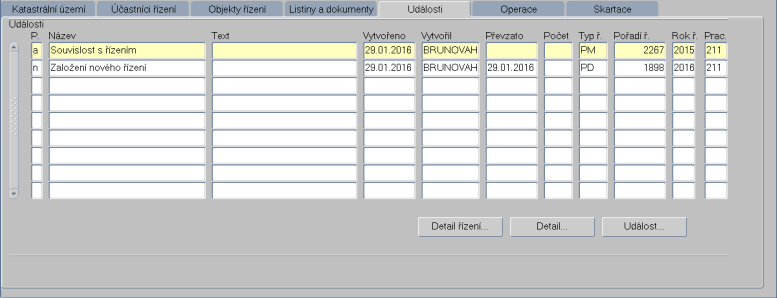 Katastrální území Účastníci řízení Objekty řízení Listiny a dokumenty Události Operace Skartace
Události
P. Název Text Vytvořeno Vytvořil Převzato Počet Typ ř. Pořadí ř. Rok ř. Prac.
a Souvislost s řízením 29.01.2016 BRUNOVAH PM 2267 2015 211
n Založení nového řízení 29.01.2016 BRUNOVAH 29.01.2016 PD 1898 2016 211
Detail řízení... Detail... Událost...